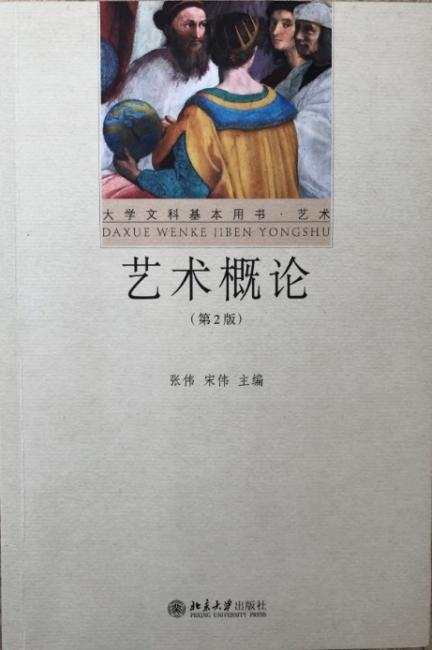 大学文科基本用书·艺术
DAXUE WENKE JIBEN YONGSHU
艺术概论
（第2版）
张伟 宋伟 主编
北京大学出版社
PEKING UNIVERSITY PRESS